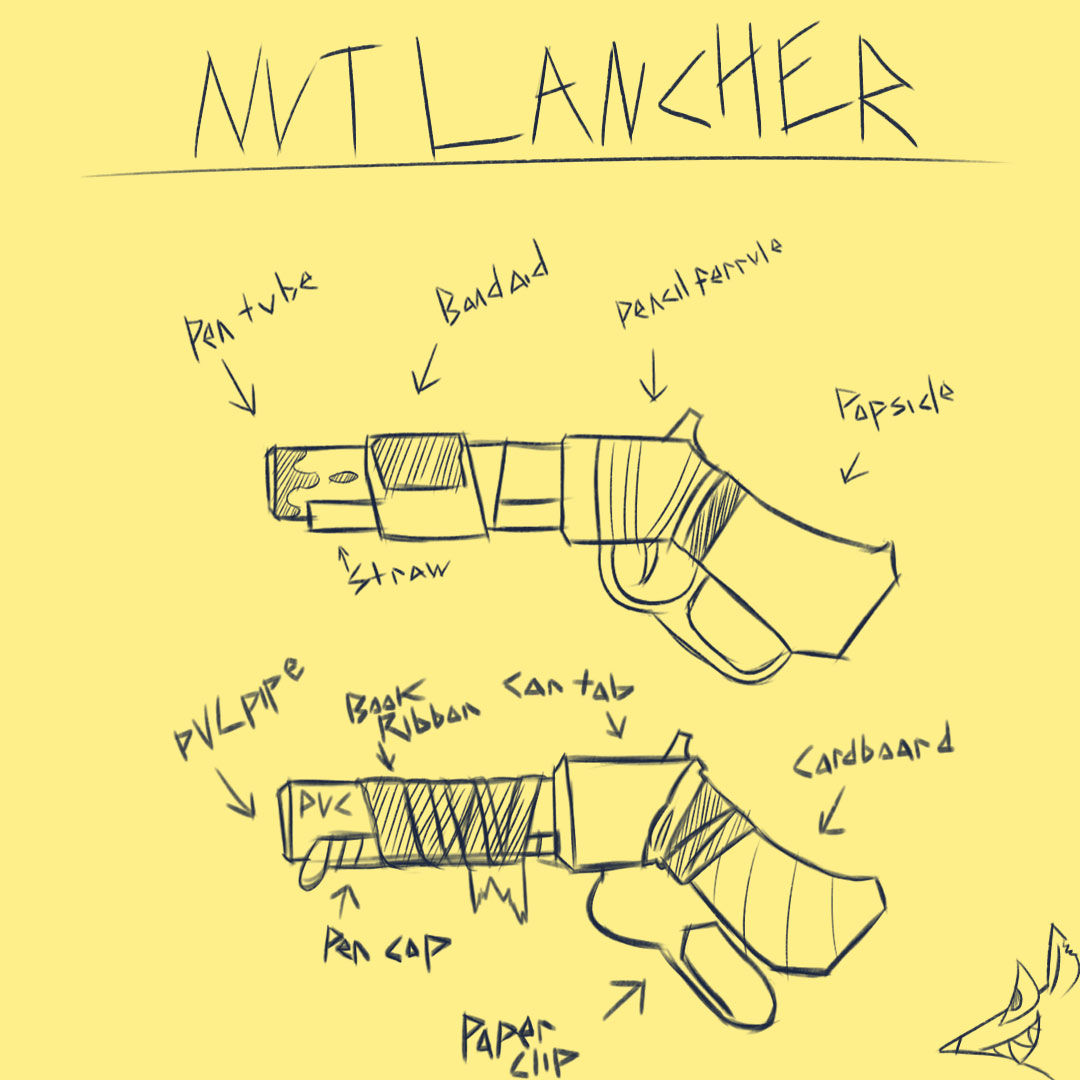 NUT LANCHER
Pen tube
Bandaid
pencil ferrule
Popsicle
Straw
PVC pipe
Book
Ribbon
Can tab
Cardboard
PVC
Pen cap
Paper
clip